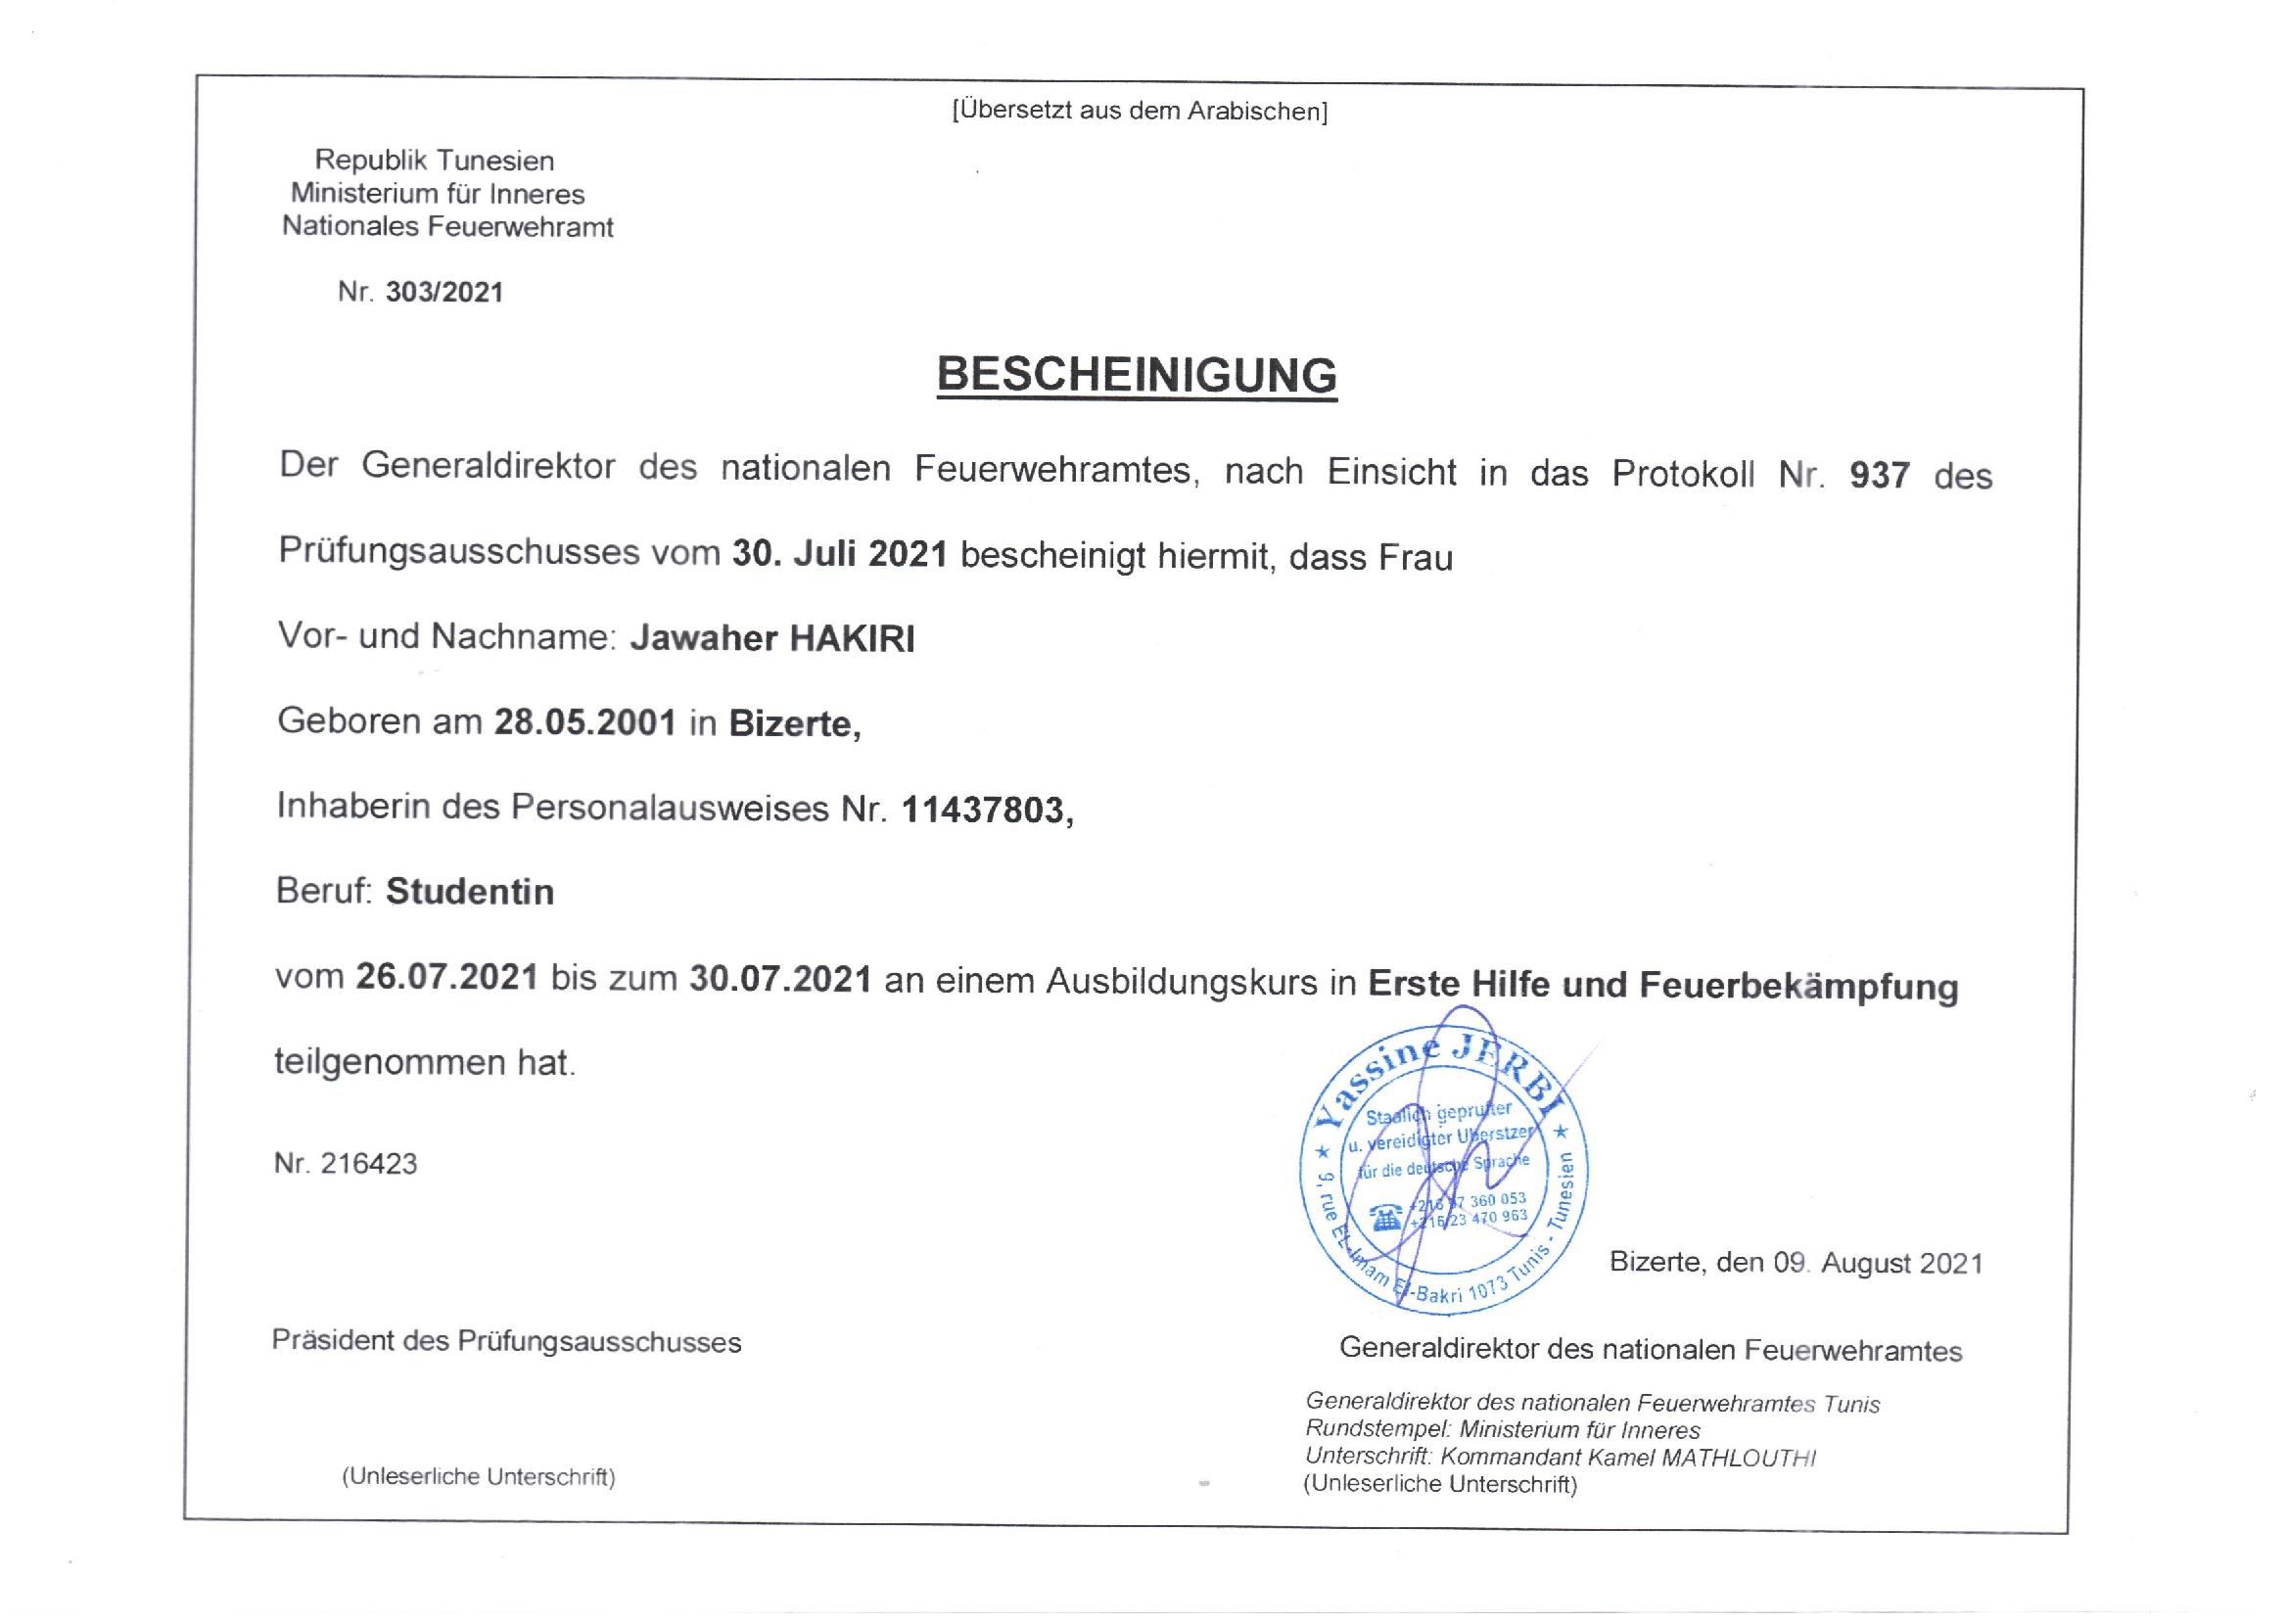 [Übersetzt aus dem Arabischen]
Republik Tunesien
Ministerium für Inneres
Nationales Feuerwehramt
Nr. 303/2021
BESCHEINIGUNG
Der Generaldirektor des nationalen Feuerwehramtes, nach Einsicht in das Protokoll Nr. 937 des
Prüfungsausschusses vom 30. Juli 2021 bescheinigt hiermit, dass Frau
Vor- und Nachname: Jawaher HAKIRI
Geboren am 28.05.2001 in Bizerte,
Inhaberin des Personalausweises Nr. 11437803,
Beruf: Studentin
vom 26.07.2021 bis zum 30.07.2021 an einem Ausbildungskurs in Erste Hilfe und Feuerbekämpfung
teilgenommen hat.
Nr. 216423
Yassine JERBI
Staalich geprufter
u. vereidigter Uberstzer
für die deutsche Sprache
+216 97 360 053
+216 23 470 963
9, rue EL-Imam El-Bakri 1073 Tunis - Tunesien
Bizerte, den 09. August 2021
Präsident des Prüfungsausschusses
Generaldirektor des nationalen Feuerwehramtes
Generaldirektor des nationalen Feuerwehramtes Tunis
Rundstempel: Ministerium für Inneres
Unterschrift: Kommandant Kamel MATHLOUTHI
(Unleserliche Unterschrift)
(Unleserliche Unterschrift)